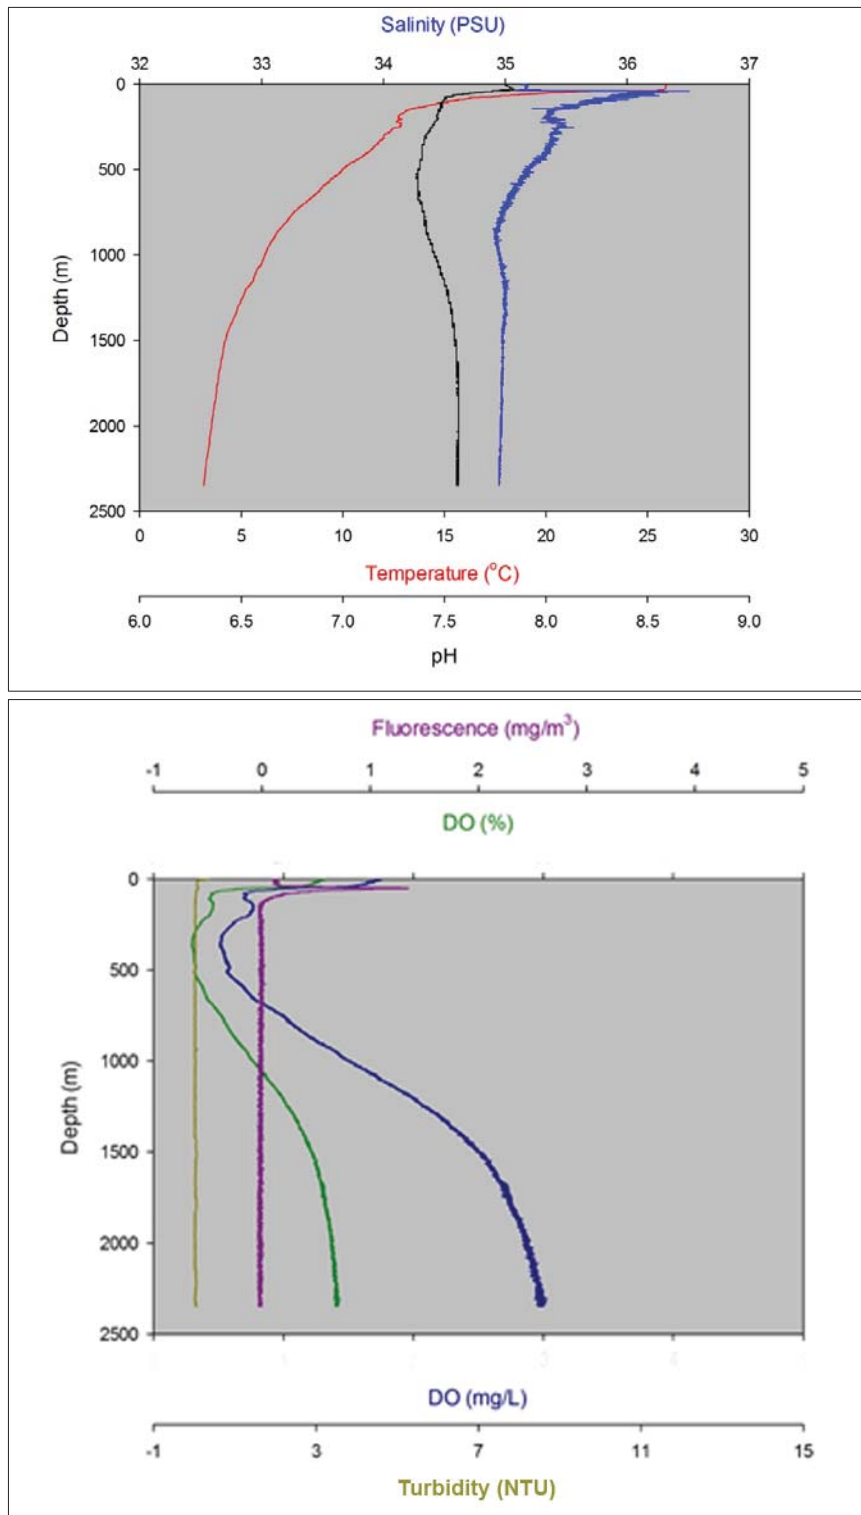 Salinity (PSU)
32 33 34 35 36 37
0
500
1000
1500
2000
2500
Depth (m)
0 5 10 15 20 25 30
Temperature (°C)
6.0 6.5 7.0 7.5 8.0 8.5 9.0
pH
Fluorescence (mg/m³)
-1 0 1 2 3 4 5
DO (%)
0
500
1000
1500
2000
2500
Depth (m)
DO (mg/L)
-1 3 7 11 15
Turbidity (NTU)